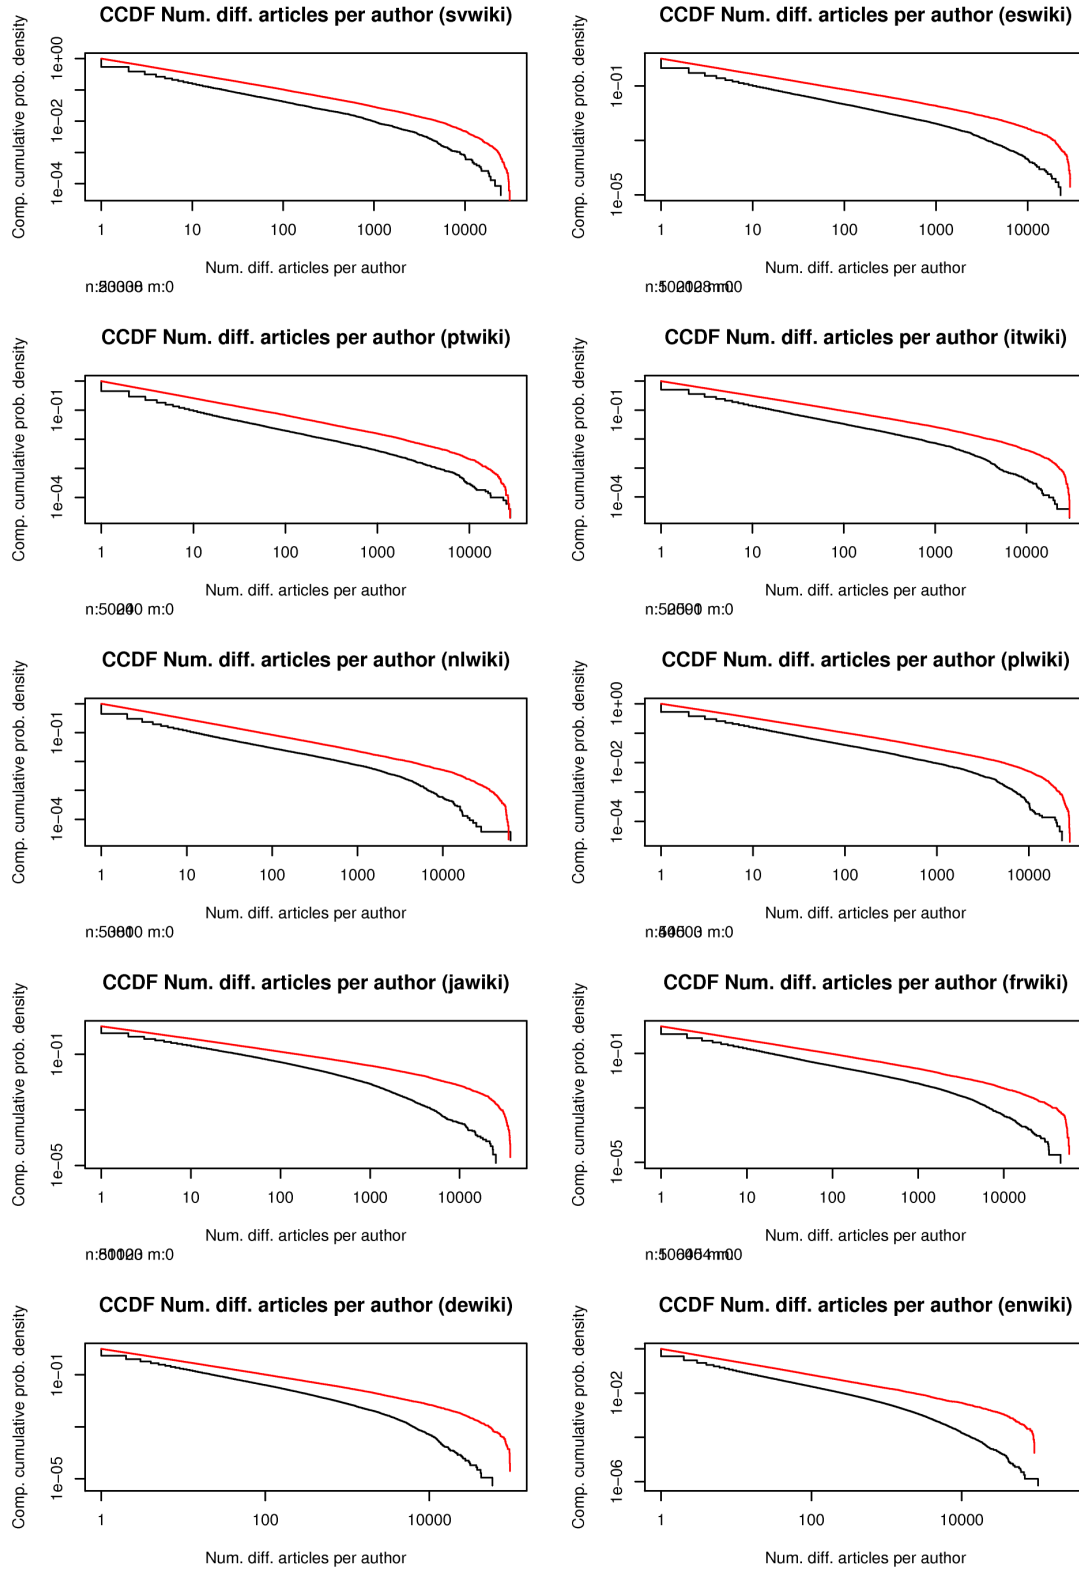 CCDF Num. diff. articles per author (svwiki)
Comp. cumulative prob. density
1e+00
1e−02
1e−04
1 10 100 1000 10000
Num. diff. articles per author
m:0
CCDF Num. diff. articles per author (eswiki)
Comp. cumulative prob. density
1e−01
1e−05
1 10 100 1000 10000
Num. diff. articles per author
CCDF Num. diff. articles per author (ptwiki)
Comp. cumulative prob. density
1e−01
1e−04
1 10 100 1000 10000
Num. diff. articles per author
m:0
CCDF Num. diff. articles per author (itwiki)
Comp. cumulative prob. density
1e−01
1e−04
1 10 100 1000 10000
Num. diff. articles per author
m:0
CCDF Num. diff. articles per author (nlwiki)
Comp. cumulative prob. density
1e−01
1e−04
1 10 100 1000 10000
Num. diff. articles per author
m:0
CCDF Num. diff. articles per author (plwiki)
Comp. cumulative prob. density
1e+00
1e−02
1e−04
1 10 100 1000 10000
Num. diff. articles per author
m:0
CCDF Num. diff. articles per author (jawiki)
Comp. cumulative prob. density
1e−01
1e−05
1 10 100 1000 10000
Num. diff. articles per author
m:0
CCDF Num. diff. articles per author (frwiki)
Comp. cumulative prob. density
1e−01
1e−05
1 10 100 1000 10000
Num. diff. articles per author
CCDF Num. diff. articles per author (dewiki)
Comp. cumulative prob. density
1e−01
1e−05
1 100 10000
Num. diff. articles per author
CCDF Num. diff. articles per author (enwiki)
Comp. cumulative prob. density
1e−02
1e−06
1 100 10000
Num. diff. articles per author